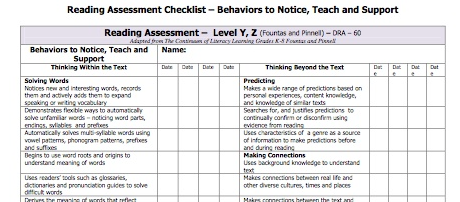 Reading Assessment Checklist – Behaviors to Notice, Teach and Support
Reading Assessment – Level Y, Z (Fountas and Pinnell) – DRA – 60
Adapted from The Continuum of Literacy Learning Grades K-8 Fountas and Pinnell
Behaviors to Notice, Teach and
Support
Name:
Thinking Within the Text
Date
Date
Date
Date
Thinking Beyond the Text
Dat
e
Dat
e
Dat
e
Dat
e
Solving Words
Notices new and interesting words, records
them and actively adds them to expand
speaking or writing vocabulary
Predicting
Makes a wide range of predictions based on
personal experiences, content knowledge,
and knowledge of similar texts
Demonstrates flexible ways to automatically
solve unfamiliar words – noticing word parts,
endings, syllables and prefixes
Searches for, and justifies predictions to
continually confirm or disconfirm using
evidence from reading
Automatically solves multi-syllable words using
vowel patterns, phonogram patterns, prefixes
and suffixes
Uses characteristics of a genre as a source
of information to make predictions before
and during reading
Begins to use word roots and origins to
understand meaning of words
Making Connections
Uses background knowledge to understand
text
Uses readers' tools such as glossaries,
dictionaries and pronunciation guides to solve
difficult words
Makes connections between real life and
other diverse cultures, times and places
Derives the meaning of words that reflect
Makes connections between the text and